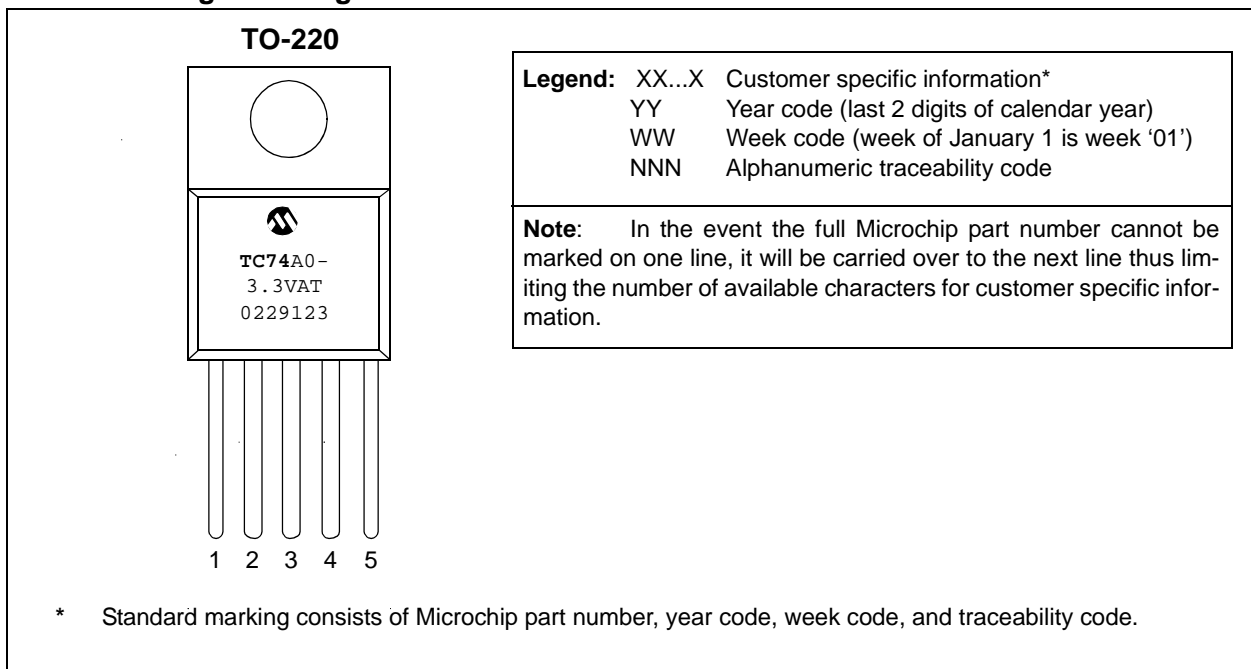 TO-220
TC74A0-
3.3VAT
0229123
1 2 3 4 5
Legend: XX...X Customer specific information*
YY Year code (last 2 digits of calendar year)
WW Week code (week of January 1 is week ‘01’)
NNN Alphanumeric traceability code
Note: In the event the full Microchip part number cannot be
marked on one line, it will be carried over to the next line thus lim-
iting the number of available characters for customer specific infor-
mation.
* Standard marking consists of Microchip part number, year code, week code, and traceability code.